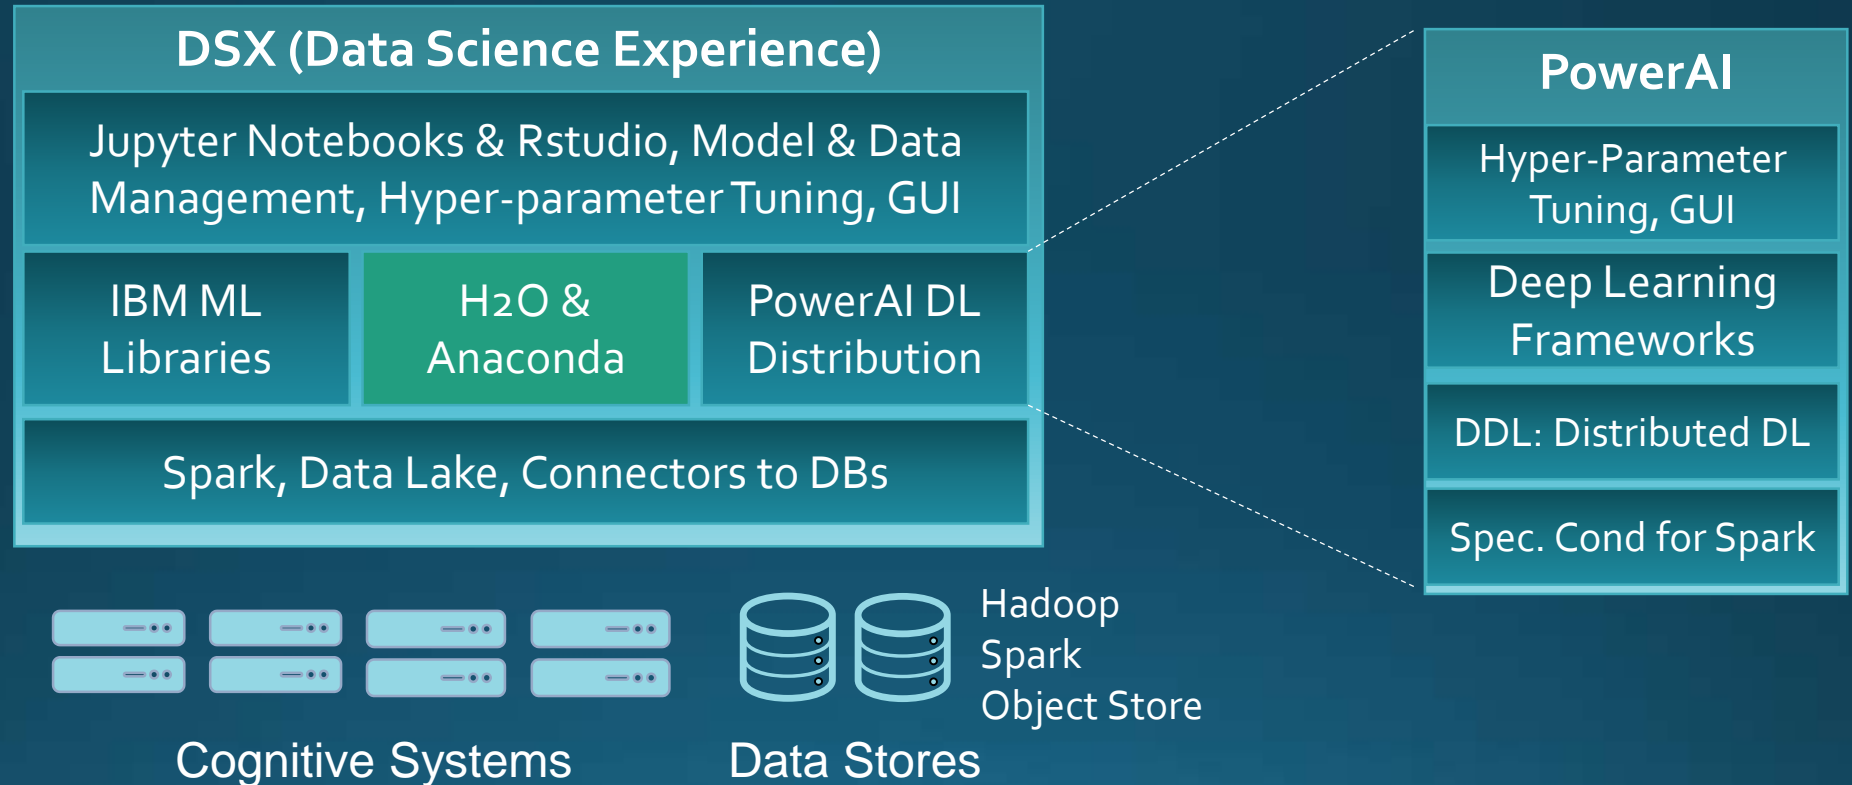 DSX (Data Science Experience)
Jupyter Notebooks & Rstudio, Model & Data
Management, Hyper-parameter Tuning, GUI
IBM ML
Libraries
H2O &
Anaconda
PowerAI DL
Distribution
Spark, Data Lake, Connectors to DBs
PowerAI
Hyper-Parameter
Tuning, GUI
Deep Learning
Frameworks
DDL: Distributed DL
Spec. Cond for Spark
Hadoop
Spark
Object Store
Cognitive Systems
Data Stores